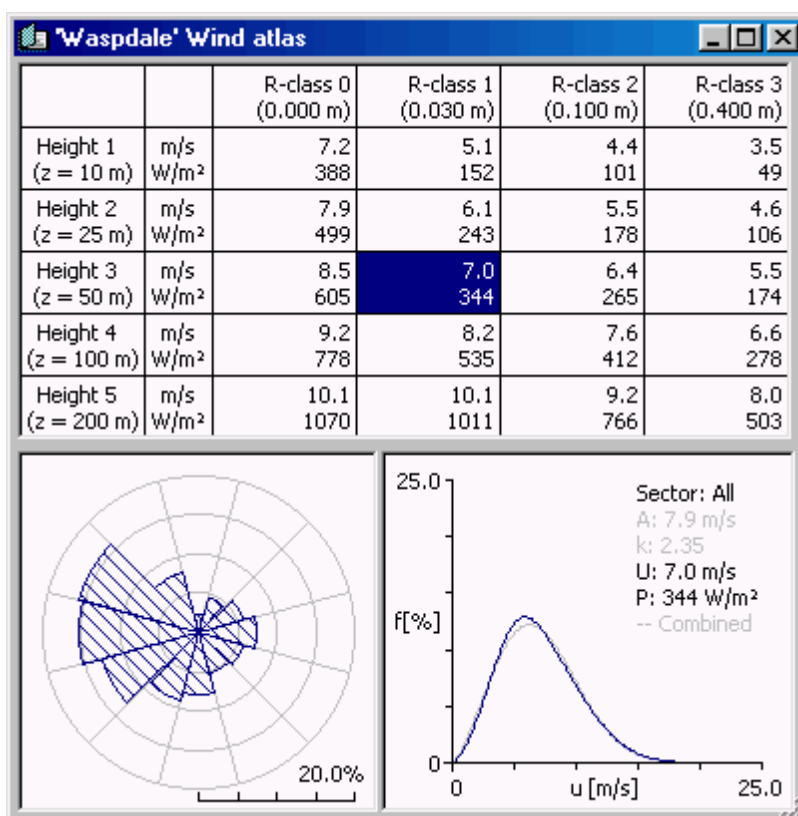 'Waspdale' Wind atlas
R-class 0 R-class 1 R-class 2 R-class 3
(0.000 m) (0.030 m) (0.100 m) (0.400 m)
Height 1 m/s 7.2 5.1 4.4 3.5
(z = 10 m) W/m² 388 152 101 49
Height 2 m/s 7.9 6.1 5.5 4.6
(z = 25 m) W/m² 499 243 178 106
Height 3 m/s 8.5 7.0 6.4 5.5
(z = 50 m) W/m² 605 344 265 174
Height 4 m/s 9.2 8.2 7.6 6.6
(z = 100 m) W/m² 778 535 412 278
Height 5 m/s 10.1 10.1 9.2 8.0
(z = 200 m) W/m² 1070 1011 766 503
20.0%
25.0
Sector: All
A: 7.9 m/s
k: 2.35
U: 7.0 m/s
P: 344 W/m²
-- Combined
f[%]
0
0 u [m/s] 25.0